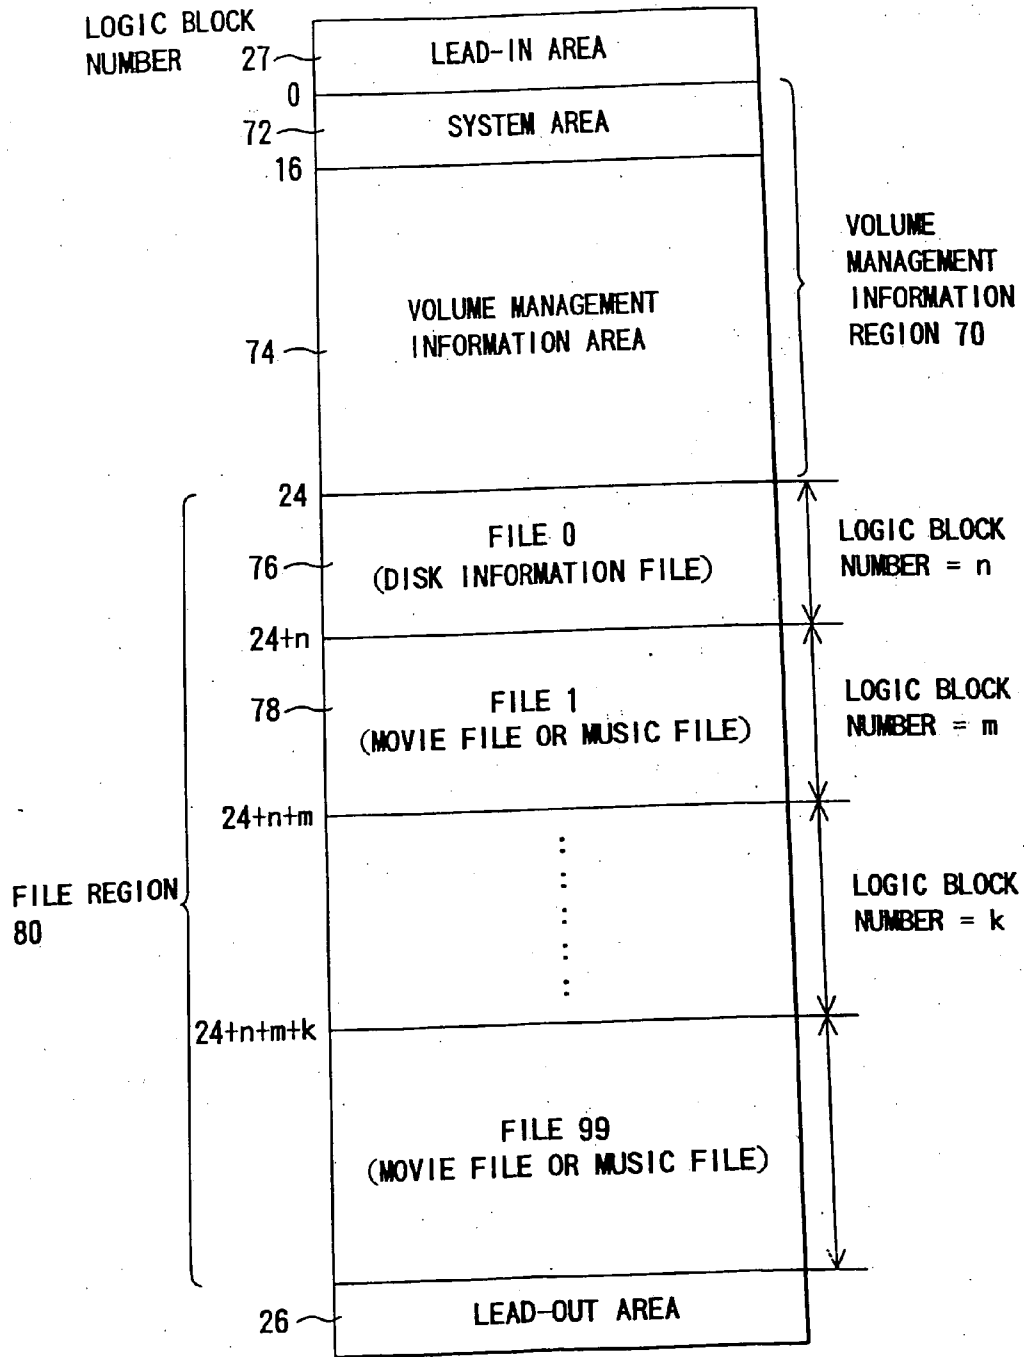 LOGIC BLOCK
NUMBER
27
LEAD-IN AREA
0
72
SYSTEM AREA
16
VOLUME
MANAGEMENT
INFORMATION
REGION 70
VOLUME MANAGEMENT
INFORMATION AREA
74
24
FILE 0
(DISK INFORMATION FILE)
76
LOGIC BLOCK
NUMBER = n
24+n
78
FILE 1
(MOVIE FILE OR MUSIC FILE)
LOGIC BLOCK
NUMBER = m
24+n+m
FILE REGION
80
LOGIC BLOCK
NUMBER = k
24+n+m+k
FILE 99
(MOVIE FILE OR MUSIC FILE)
26
LEAD-OUT AREA